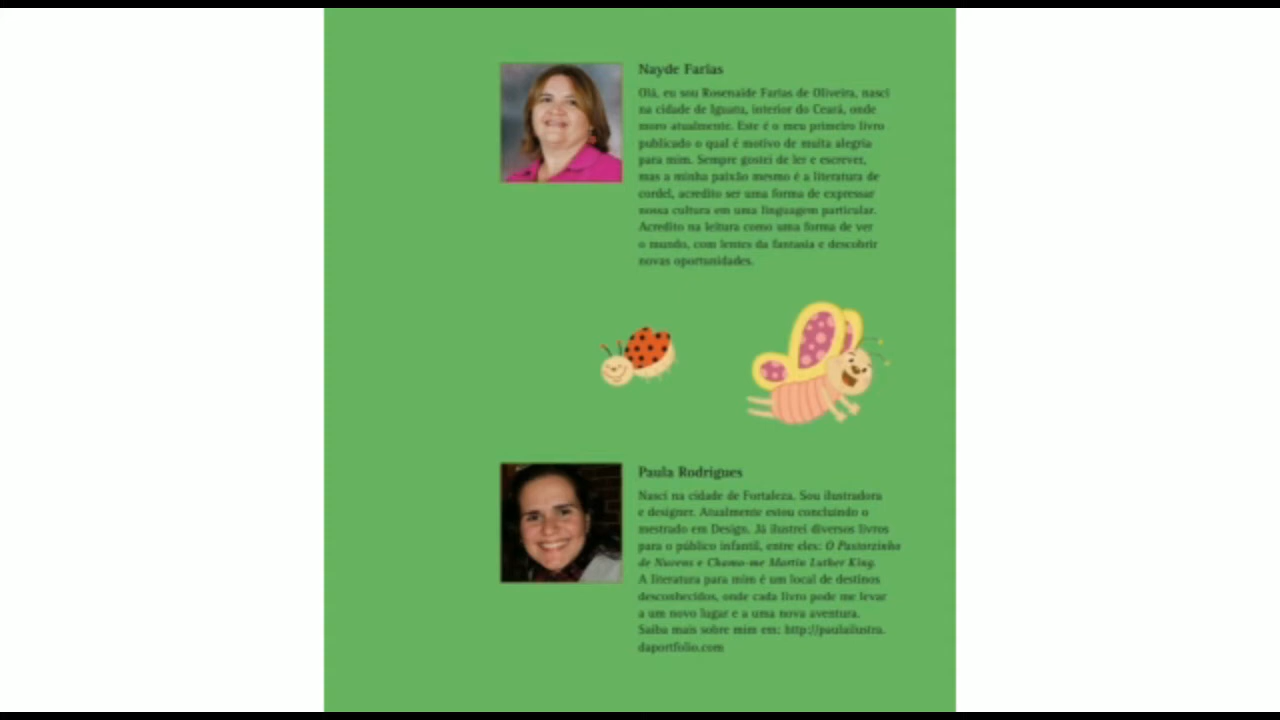 Nayde Farias
Olá, eu sou Rosenaide Farias de Oliveira, nasci
na cidade de Iguatu, interior do Ceará, onde
moro atualmente. Este é o meu primeiro livro
publicado o qual é motivo de muita alegria
para mim. Sempre gostei de ler e escrever,
mas a minha paixão mesmo é a literatura de
cordel, acredito ser uma forma de expressar
nossa cultura em uma linguagem particular.
Acredito na leitura como uma forma de ver
o mundo, com lentes da fantasia e descobrir
novas oportunidades.
Paula Rodrigues
Nasci na cidade de Fortaleza. Sou ilustradora
e designer. Atualmente estou concluindo o
mestrado em Design. Já ilustrei diversos livros
para o público infantil, entre eles: O Pastorzinho
de Nuvens e Chamo-me Martin Luther King.
A literatura para mim é um local de destinos
desconhecidos, onde cada livro pode me levar
a um novo lugar e a uma nova aventura.
Saiba mais sobre mim em: http://paulailustra.
daportfolio.com